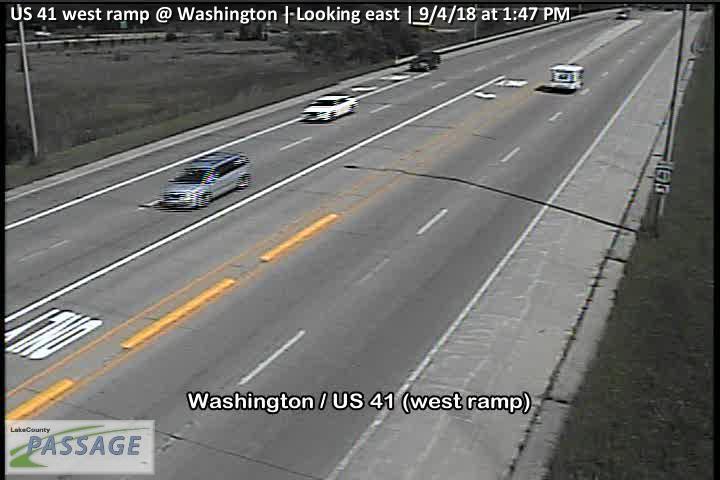 US 41 west ramp @ Washington | Looking east | 9/4/18 at 1:47 PM
ONLY
Washington / US 41 (west ramp)
LakeCounty
PASSAGE